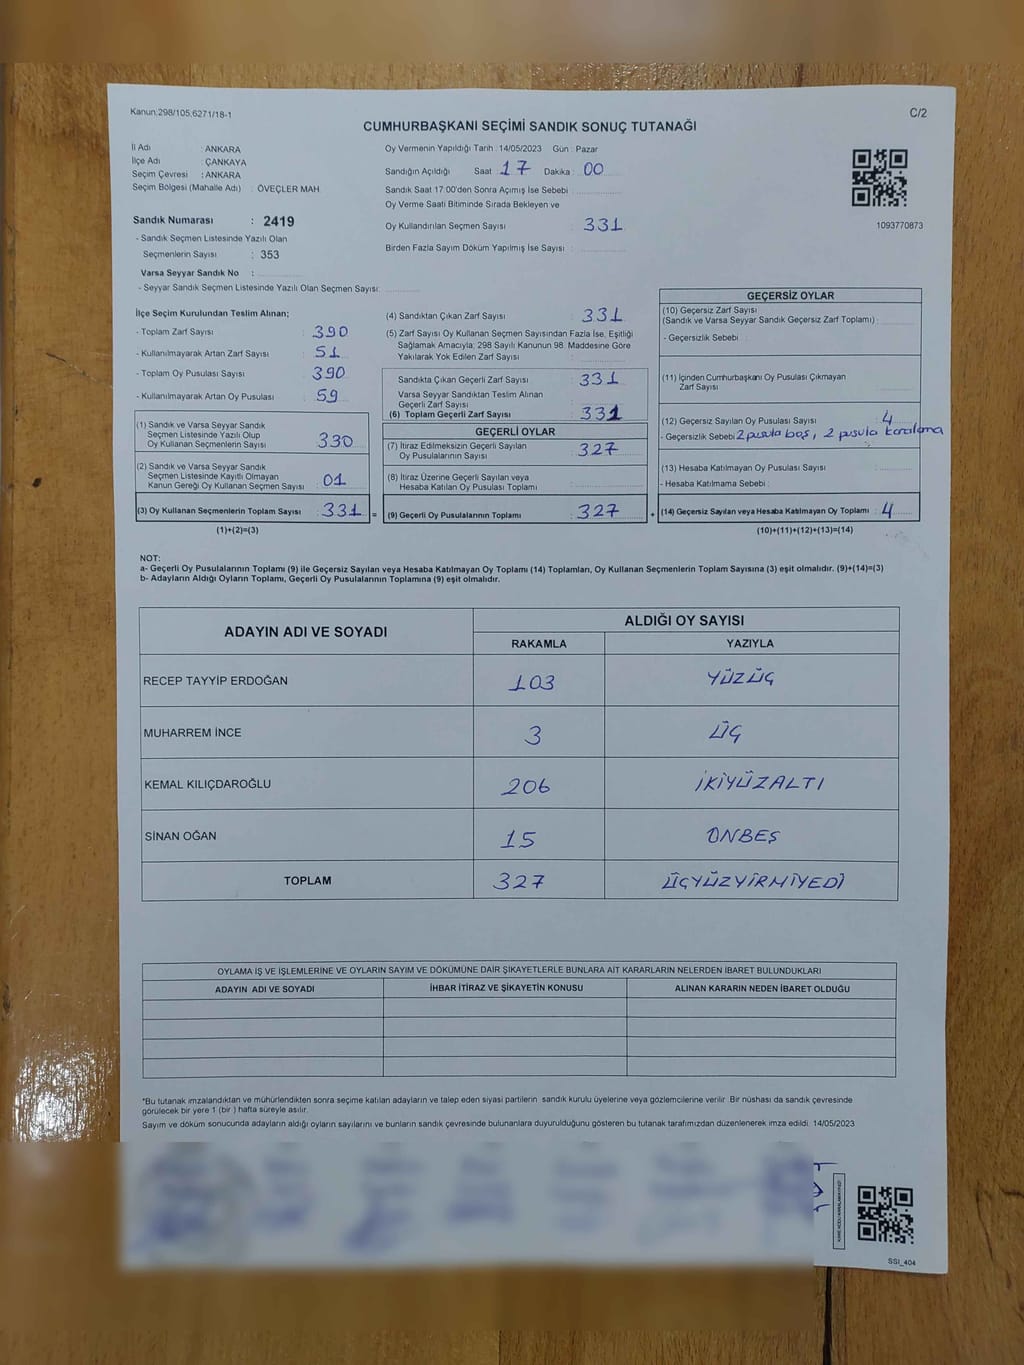 Kanun:298/105,6271/18-1
C/2
CUMHURBAŞKANI SEÇİMİ SANDIK SONUÇ TUTANAĞI
İl Adı : ANKARA
İlçe Adı : ÇANKAYA
Seçim Çevresi : ANKARA
Seçim Bölgesi (Mahalle Adı) : ÖVEÇLER MAH
Sandık Numarası : 2419
- Sandık Seçmen Listesinde Yazılı Olan
Seçmenlerin Sayısı : 353
Varsa Seyyar Sandık No :
- Seyyar Sandık Seçmen Listesinde Yazılı Olan Seçmen Sayısı:
Oy Vermenin Yapıldığı Tarih : 14/05/2023 Gün : Pazar
Sandığın Açıldığı Saat : 17 Dakika : 00
Sandık Saat 17:00'den Sonra Açımış İse Sebebi :
Oy Verme Saati Bitiminde Sırada Bekleyen ve
Oy Kullandırılan Seçmen Sayısı : 331
Birden Fazla Sayım Döküm Yapılmış İse Sayısı :
1093770873
İlçe Seçim Kurulundan Teslim Alınan;
- Toplam Zarf Sayısı : 390
- Kullanılmayarak Artan Zarf Sayısı : 51
- Toplam Oy Pusulası Sayısı : 390
- Kullanılmayarak Artan Oy Pusulası : 59
(1) Sandık ve Varsa Seyyar Sandık
Seçmen Listesinde Yazılı Olup
Oy Kullanan Seçmenlerin Sayısı : 330
(2) Sandık ve Varsa Seyyar Sandık
Seçmen Listesinde Kayıtlı Olmayan
Kanun Gereği Oy Kullanan Seçmen Sayısı : 01
(3) Oy Kullanan Seçmenlerin Toplam Sayısı : 331 =
(1)+(2)=(3)
(4) Sandıktan Çıkan Zarf Sayısı : 331
(5) Zarf Sayısı Oy Kullanan Seçmen Sayısından Fazla İse, Eşitliği
Sağlamak Amacıyla; 298 Sayılı Kanunun 98. Maddesine Göre
Yakılarak Yok Edilen Zarf Sayısı :
Sandıkta Çıkan Geçerli Zarf Sayısı : 331
Varsa Seyyar Sandıktan Teslim Alınan
Geçerli Zarf Sayısı :
(6) Toplam Geçerli Zarf Sayısı : 331
GEÇERLİ OYLAR
(7) İtiraz Edilmeksizin Geçerli Sayılan
Oy Pusulalarının Sayısı : 327
(8) İtiraz Üzerine Geçerli Sayılan veya
Hesaba Katılan Oy Pusulası Toplamı :
(9) Geçerli Oy Pusulalarının Toplamı : 327 +
GEÇERSİZ OYLAR
(10) Geçersiz Zarf Sayısı
(Sandık ve Varsa Seyyar Sandık Geçersiz Zarf Toplamı) :
- Geçersizlik Sebebi :
(11) İçinden Cumhurbaşkanı Oy Pusulası Çıkmayan
Zarf Sayısı :
(12) Geçersiz Sayılan Oy Pusulası Sayısı : 4
- Geçersizlik Sebebi : 2 pusula boş, 2 pusula karalama
(13) Hesaba Katılmayan Oy Pusulası Sayısı :
- Hesaba Katılmama Sebebi :
(14) Geçersiz Sayılan veya Hesaba Katılmayan Oy Toplamı : 4
(10)+(11)+(12)+(13)=(14)
NOT:
a- Geçerli Oy Pusulalarının Toplamı (9) ile Geçersiz Sayılan veya Hesaba Katılmayan Oy Toplamı (14) Toplamları, Oy Kullanan Seçmenlerin Toplam Sayısına (3) eşit olmalıdır. (9)+(14)=(3)
b- Adayların Aldığı Oyların Toplamı, Geçerli Oy Pusulalarının Toplamına (9) eşit olmalıdır.
ADAYIN ADI VE SOYADI
ALDIĞI OY SAYISI
RAKAMLA YAZIYLA
RECEP TAYYİP ERDOĞAN 103 YÜZÜÇ
MUHARREM İNCE 3 ÜÇ
KEMAL KILIÇDAROĞLU 206 İKİYÜZALTI
SİNAN OĞAN 15 ONBEŞ
TOPLAM 327 ÜÇYÜZYİRMİYEDİ
OYLAMA İŞ VE İŞLEMLERİNE VE OYLARIN SAYIM VE DÖKÜMÜNE DAİR ŞİKAYETLERLE BUNLARA AİT KARARLARIN NELERDEN İBARET BULUNDUKLARI
ADAYIN ADI VE SOYADI İHBAR İTİRAZ VE ŞİKAYETİN KONUSU ALINAN KARARIN NEDEN İBARET OLDUĞU
*Bu tutanak imzalandıktan ve mühürlendikten sonra seçime katılan adayların ve talep eden siyasi partilerin sandık kurulu üyelerine veya gözlemcilerine verilir. Bir nüshası da sandık çevresinde
görülecek bir yere 1 (bir ) hafta süreyle asılır.
Sayım ve döküm sonucunda adayların aldığı oyların sayılarını ve bunların sandık çevresinde bulunanlara duyurulduğunu gösteren bu tutanak tarafımızdan düzenlenerek imza edildi. 14/05/2023
SSI_404